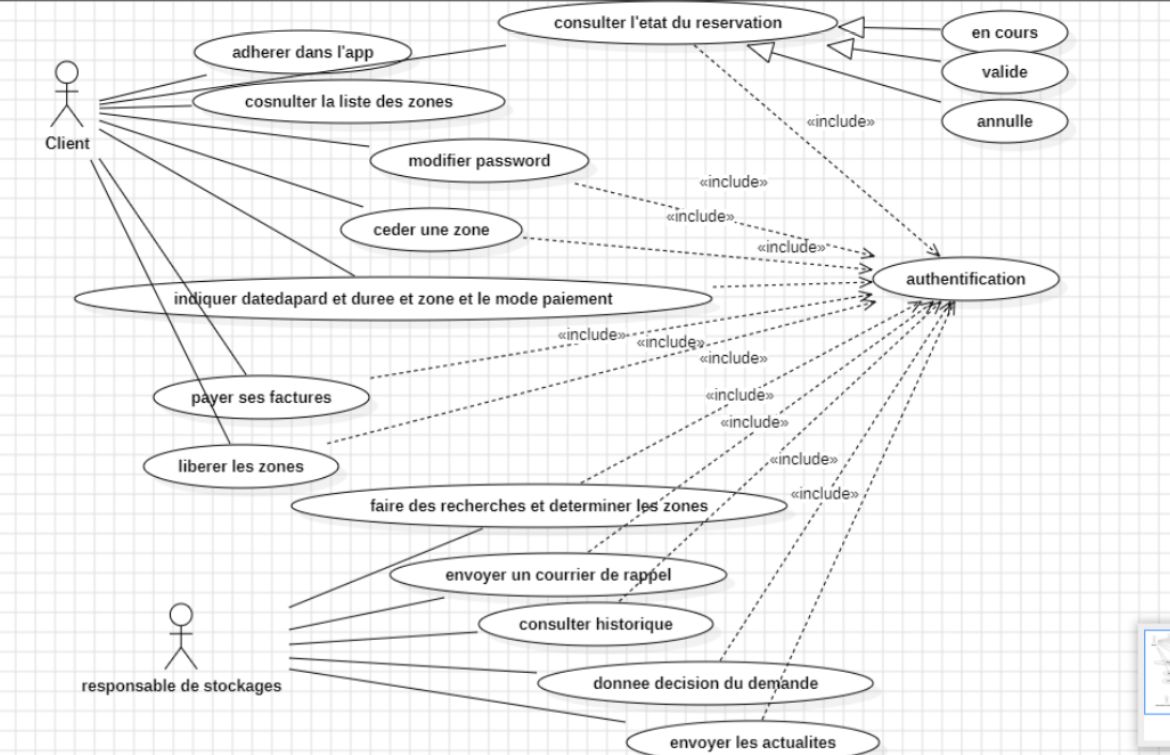 consulter l'etat du reservation
en cours
adherer dans l'app
valide
cosnulter la liste des zones
annulle
«include»
Client
modifier password
«include»
«include»
ceder une zone
«include»
authentification
indiquer datedapard et duree et zone et le mode paiement
«include»
«include»
«include»
payer ses factures
«include»
«include»
liberer les zones
«include»
«include»
faire des recherches et determiner les zones
envoyer un courrier de rappel
consulter historique
responsable de stockages
donnee decision du demande
envoyer les actualites